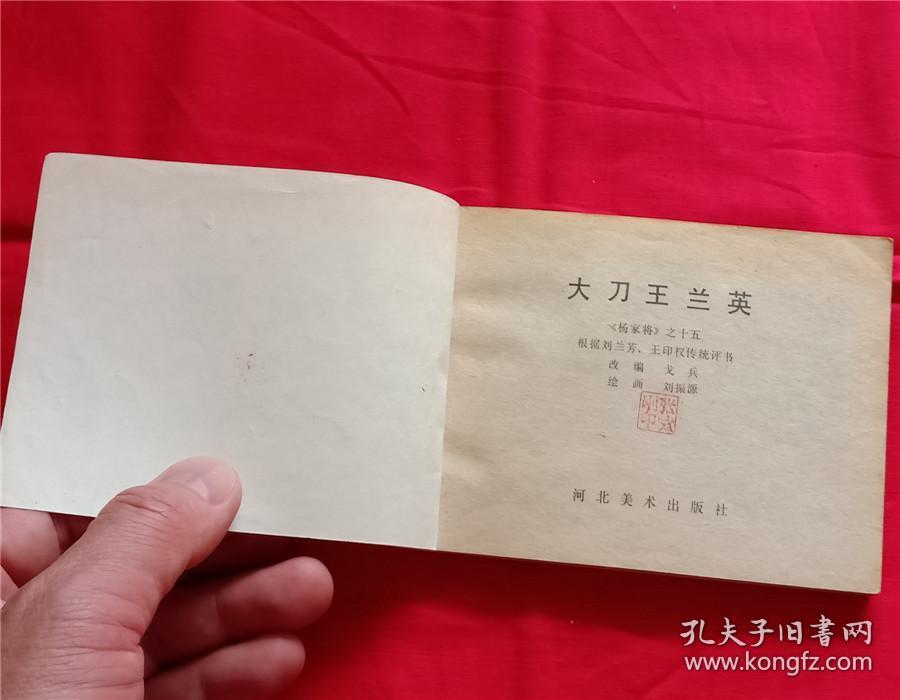 大刀王兰英
《杨家将》之十五
根据刘兰芳、王印权传统评书
改编 戈兵
绘画 刘振源
河北美术出版社
孔夫子旧書网
www.kongfz.com